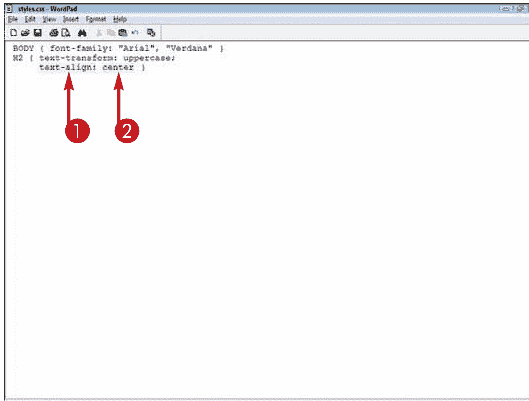 styles.css - WordPad
File Edit View Insert Format Help
BODY { font-family: "Arial", "Verdana" }
H2 { text-transform: uppercase;
text-align: center }
1 2